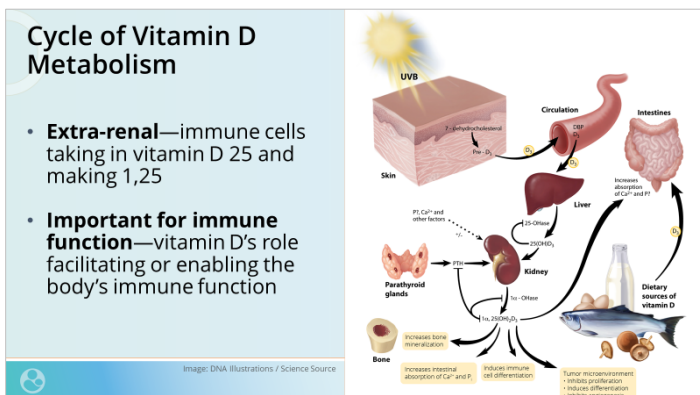 Cycle of Vitamin D
Metabolism
• Extra-renal—immune cells
taking in vitamin D 25 and
making 1,25
• Important for immune
function—vitamin D's role
facilitating or enabling the
body's immune function
Image: DNA Illustrations / Science Source
UVB
7 - dehydrocholesterol
Pre - D₃
Skin
D₃
Circulation
DBP
D₃
D₃
Intestines
Increases
absorption
of Ca²⁺ and P?
Liver
25-OHase
25(OH)D₃
P?, Ca²⁺ and
other factors
+/-
Kidney
Parathyroid
glands
PTH
1α - OHase
1α, 25(OH)₂D₃
D₃
Dietary
sources of
vitamin D
Bone
Increases bone
mineralization
Increases intestinal
absorption of Ca²⁺ and Pᵢ
Induces immune
cell differentiation
Tumor microenvironment
• Inhibits proliferation
• Induces differentiation